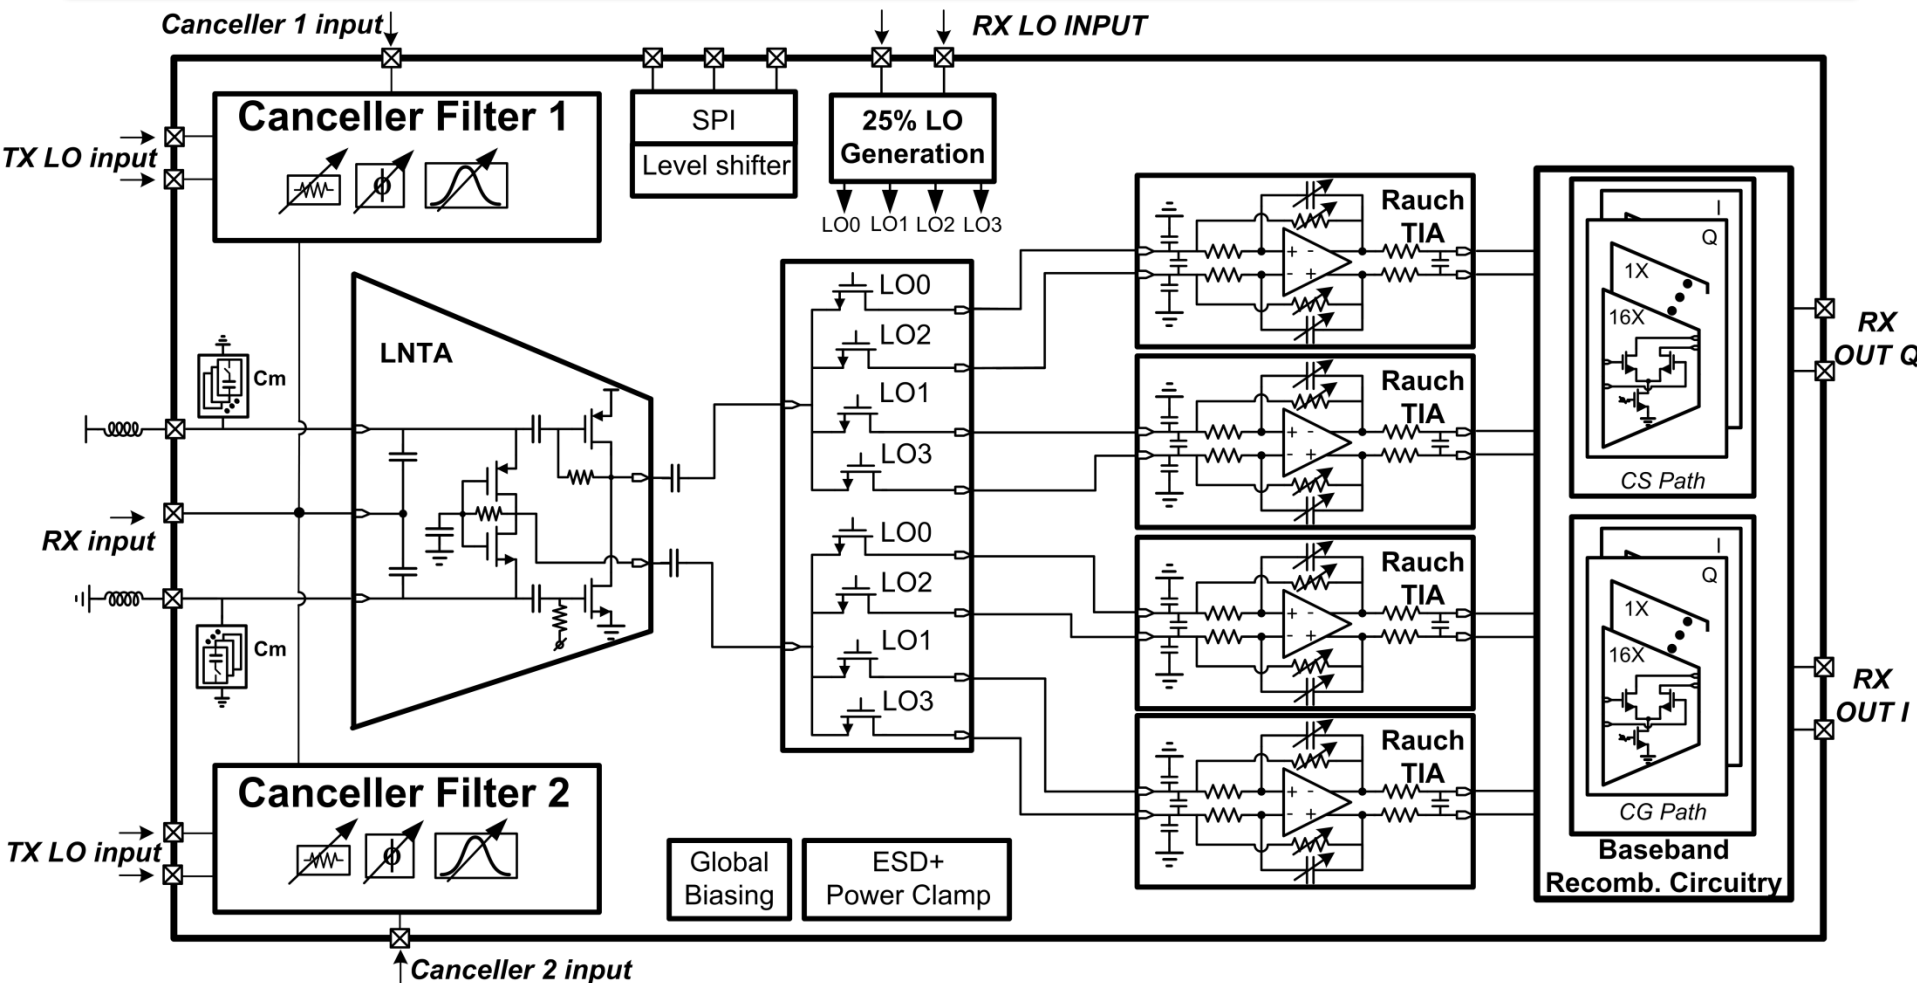 Canceller 1 input
RX LO INPUT
Canceller Filter 1
SPI
Level shifter
25% LO
Generation
LO0 LO1 LO2 LO3
TX LO input
ϕ
Rauch
TIA
+ -
- +
I
Q
1X
16X
CS Path
LNTA
Cm
LO0
LO2
LO1
LO3
Rauch
TIA
+ -
- +
RX
OUT Q
RX input
Cm
LO0
LO2
LO1
LO3
Rauch
TIA
+ -
- +
I
Q
1X
16X
CG Path
RX
OUT I
Rauch
TIA
+ -
- +
Canceller Filter 2
ϕ
TX LO input
Global
Biasing
ESD+
Power Clamp
Baseband
Recomb. Circuitry
Canceller 2 input